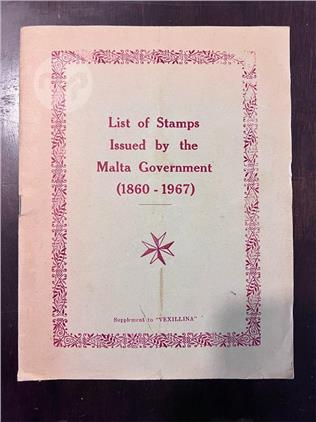 List of Stamps
Issued by the
Malta Government
(1860 - 1967)
Supplement to "VEXILLINA"